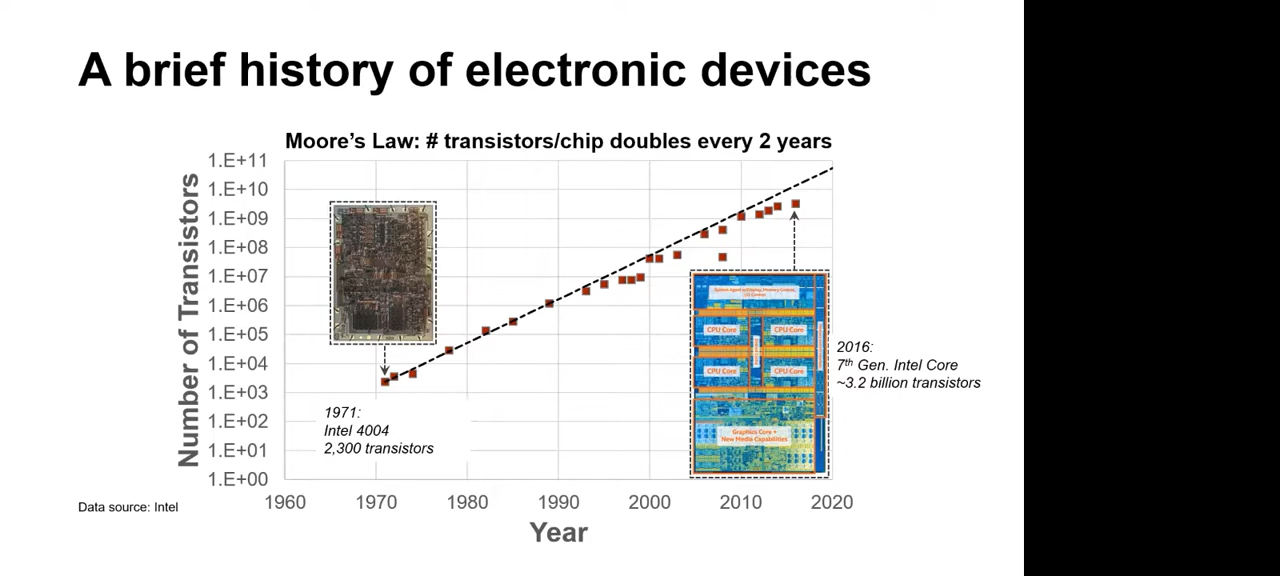 A brief history of electronic devices
Moore's Law: # transistors/chip doubles every 2 years
Number of Transistors
1.E+11
1.E+10
1.E+09
1.E+08
1.E+07
1.E+06
1.E+05
1.E+04
1.E+03
1.E+02
1.E+01
1.E+00
1971:
Intel 4004
2,300 transistors
CPU Core
CPU Core
CPU Core
CPU Core
Graphics Core +
New Media Capabilities
2016:
7th Gen. Intel Core
~3.2 billion transistors
1960
1970
1980
1990
2000
2010
2020
Year
Data source: Intel